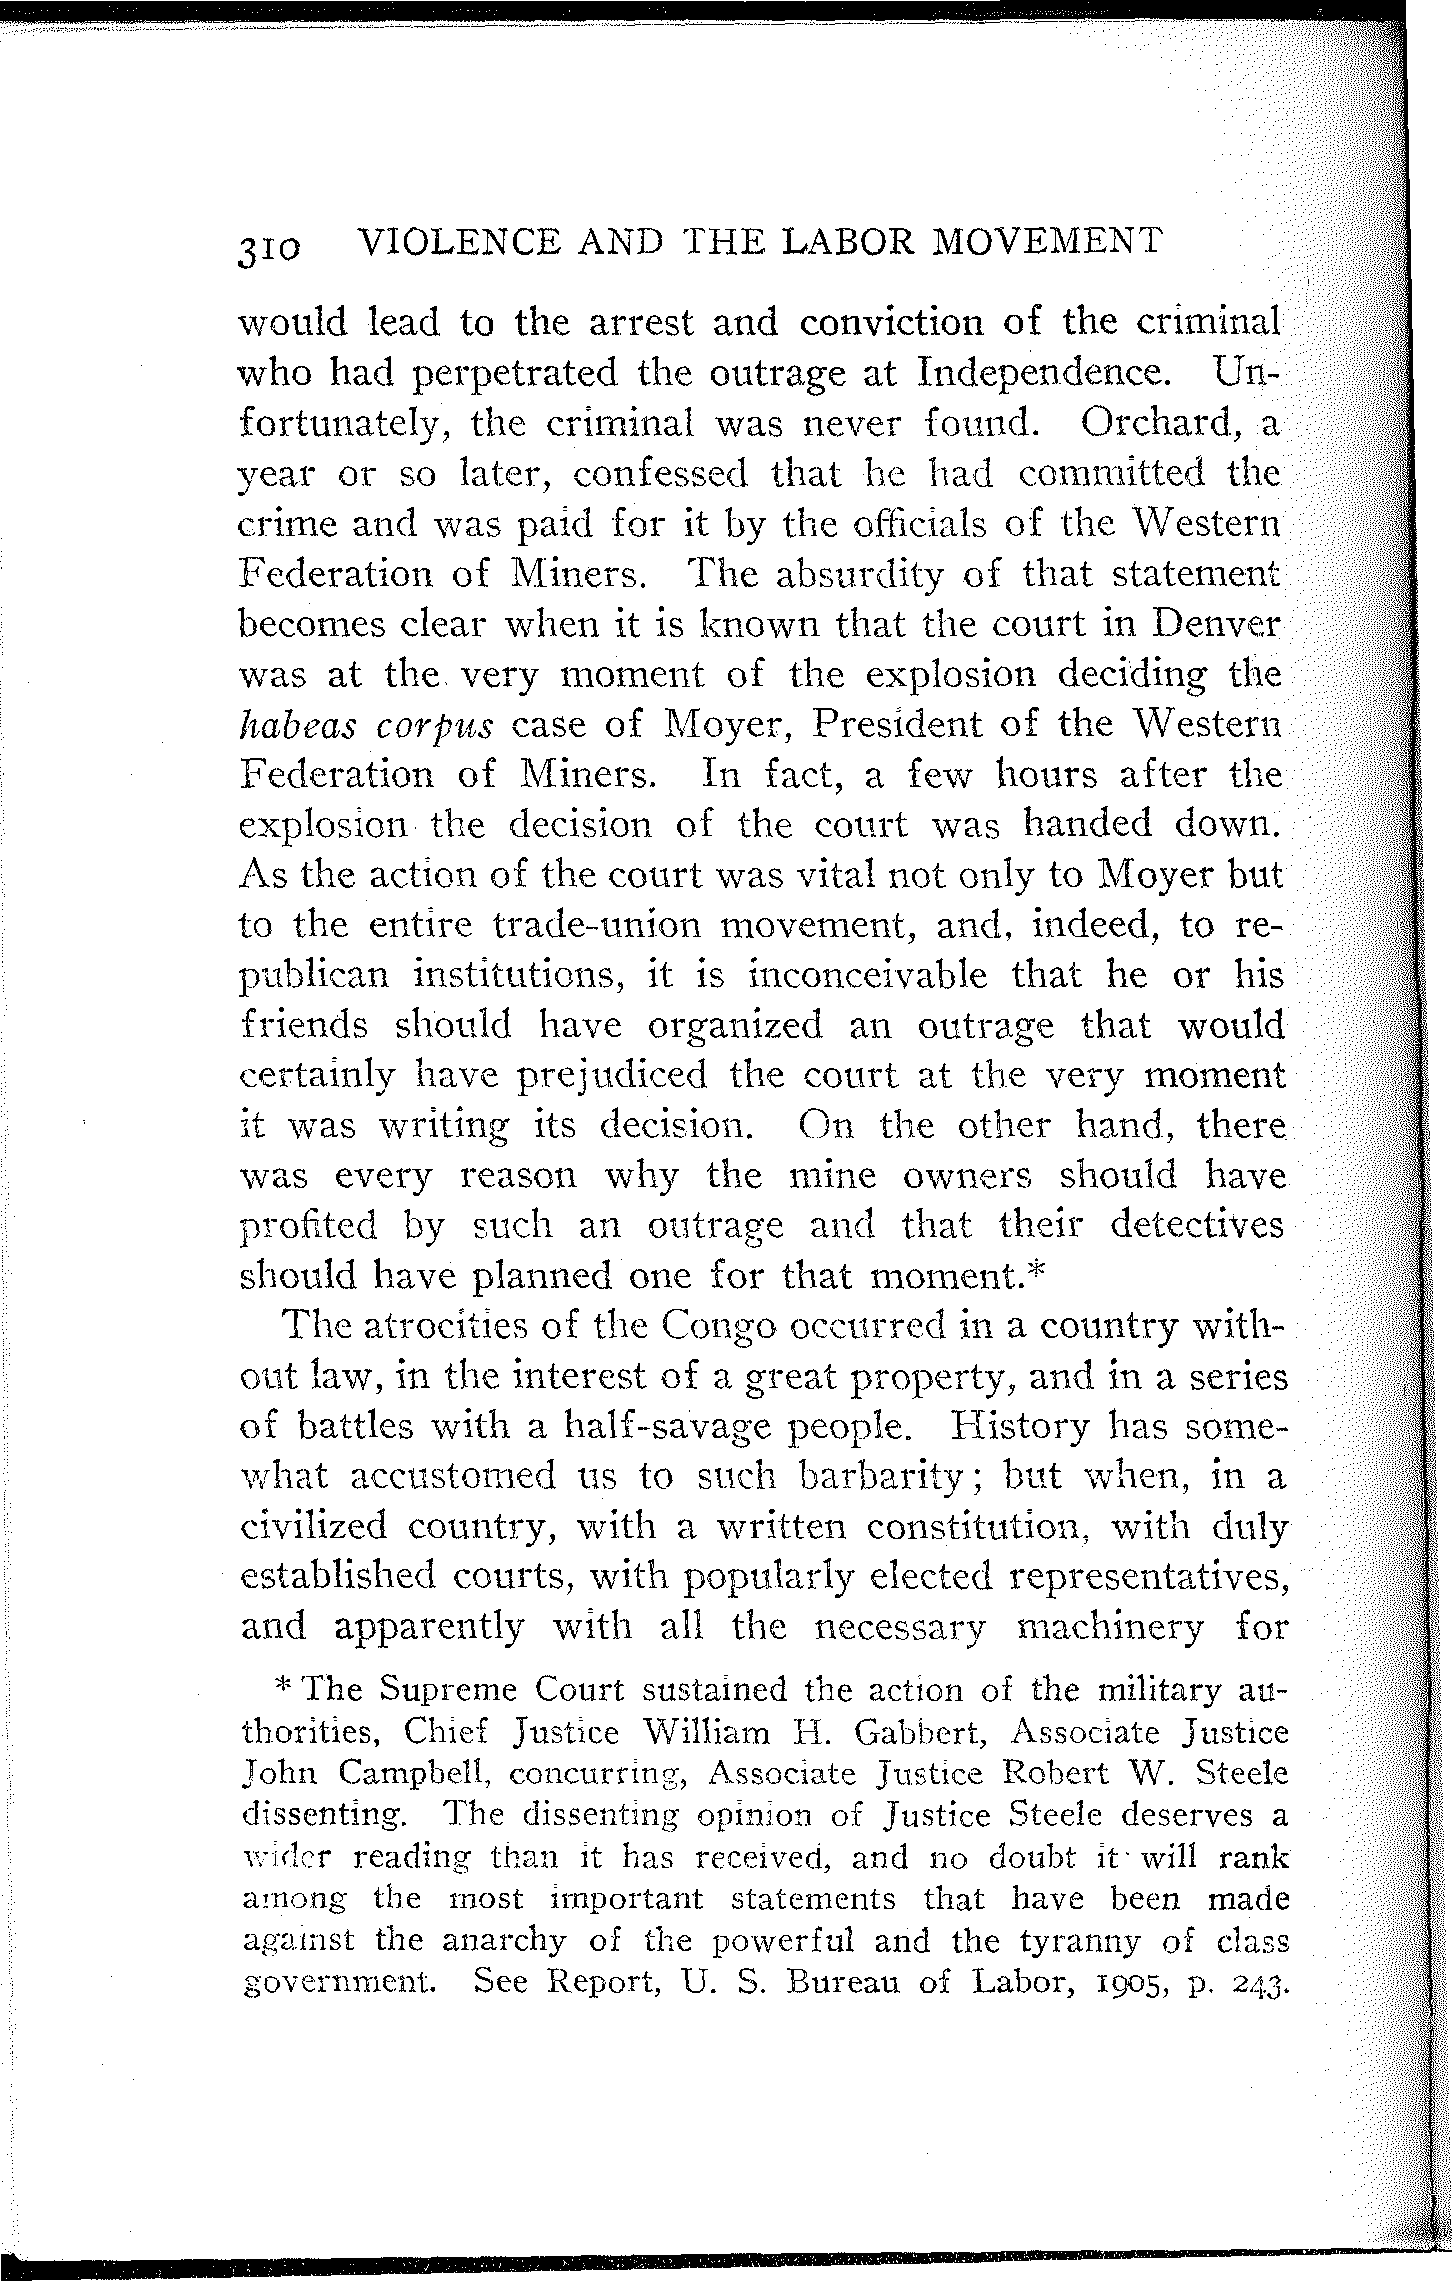 310 VIOLENCE AND THE LABOR MOVEMENT
would lead to the arrest and conviction of the criminal
who had perpetrated the outrage at Independence. Un-
fortunately, the criminal was never found. Orchard, a
year or so later, confessed that he had committed the
crime and was paid for it by the officials of the Western
Federation of Miners. The absurdity of that statement
becomes clear when it is known that the court in Denver
was at the very moment of the explosion deciding the
habeas corpus case of Moyer, President of the Western
Federation of Miners. In fact, a few hours after the
explosion the decision of the court was handed down.
As the action of the court was vital not only to Moyer but
to the entire trade-union movement, and, indeed, to re-
publican institutions, it is inconceivable that he or his
friends should have organized an outrage that would
certainly have prejudiced the court at the very moment
it was writing its decision. On the other hand, there
was every reason why the mine owners should have
profited by such an outrage and that their detectives
should have planned one for that moment.*
The atrocities of the Congo occurred in a country with-
out law, in the interest of a great property, and in a series
of battles with a half-savage people. History has some-
what accustomed us to such barbarity; but when, in a
civilized country, with a written constitution, with duly
established courts, with popularly elected representatives,
and apparently with all the necessary machinery for
* The Supreme Court sustained the action of the military au-
thorities, Chief Justice William H. Gabbert, Associate Justice
John Campbell, concurring, Associate Justice Robert W. Steele
dissenting. The dissenting opinion of Justice Steele deserves a
wider reading than it has received, and no doubt it will rank
among the most important statements that have been made
against the anarchy of the powerful and the tyranny of class
government. See Report, U. S. Bureau of Labor, 1905, p. 243.